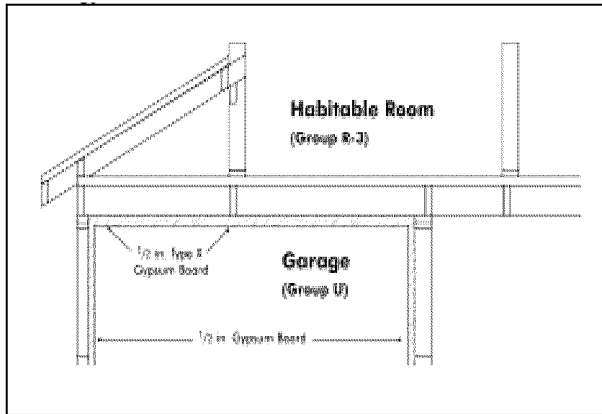 Habitable Room
(Group R-3)
1/2 in. Type X
Gypsum Board
Garage
(Group U)
1/2 in. Gypsum Board